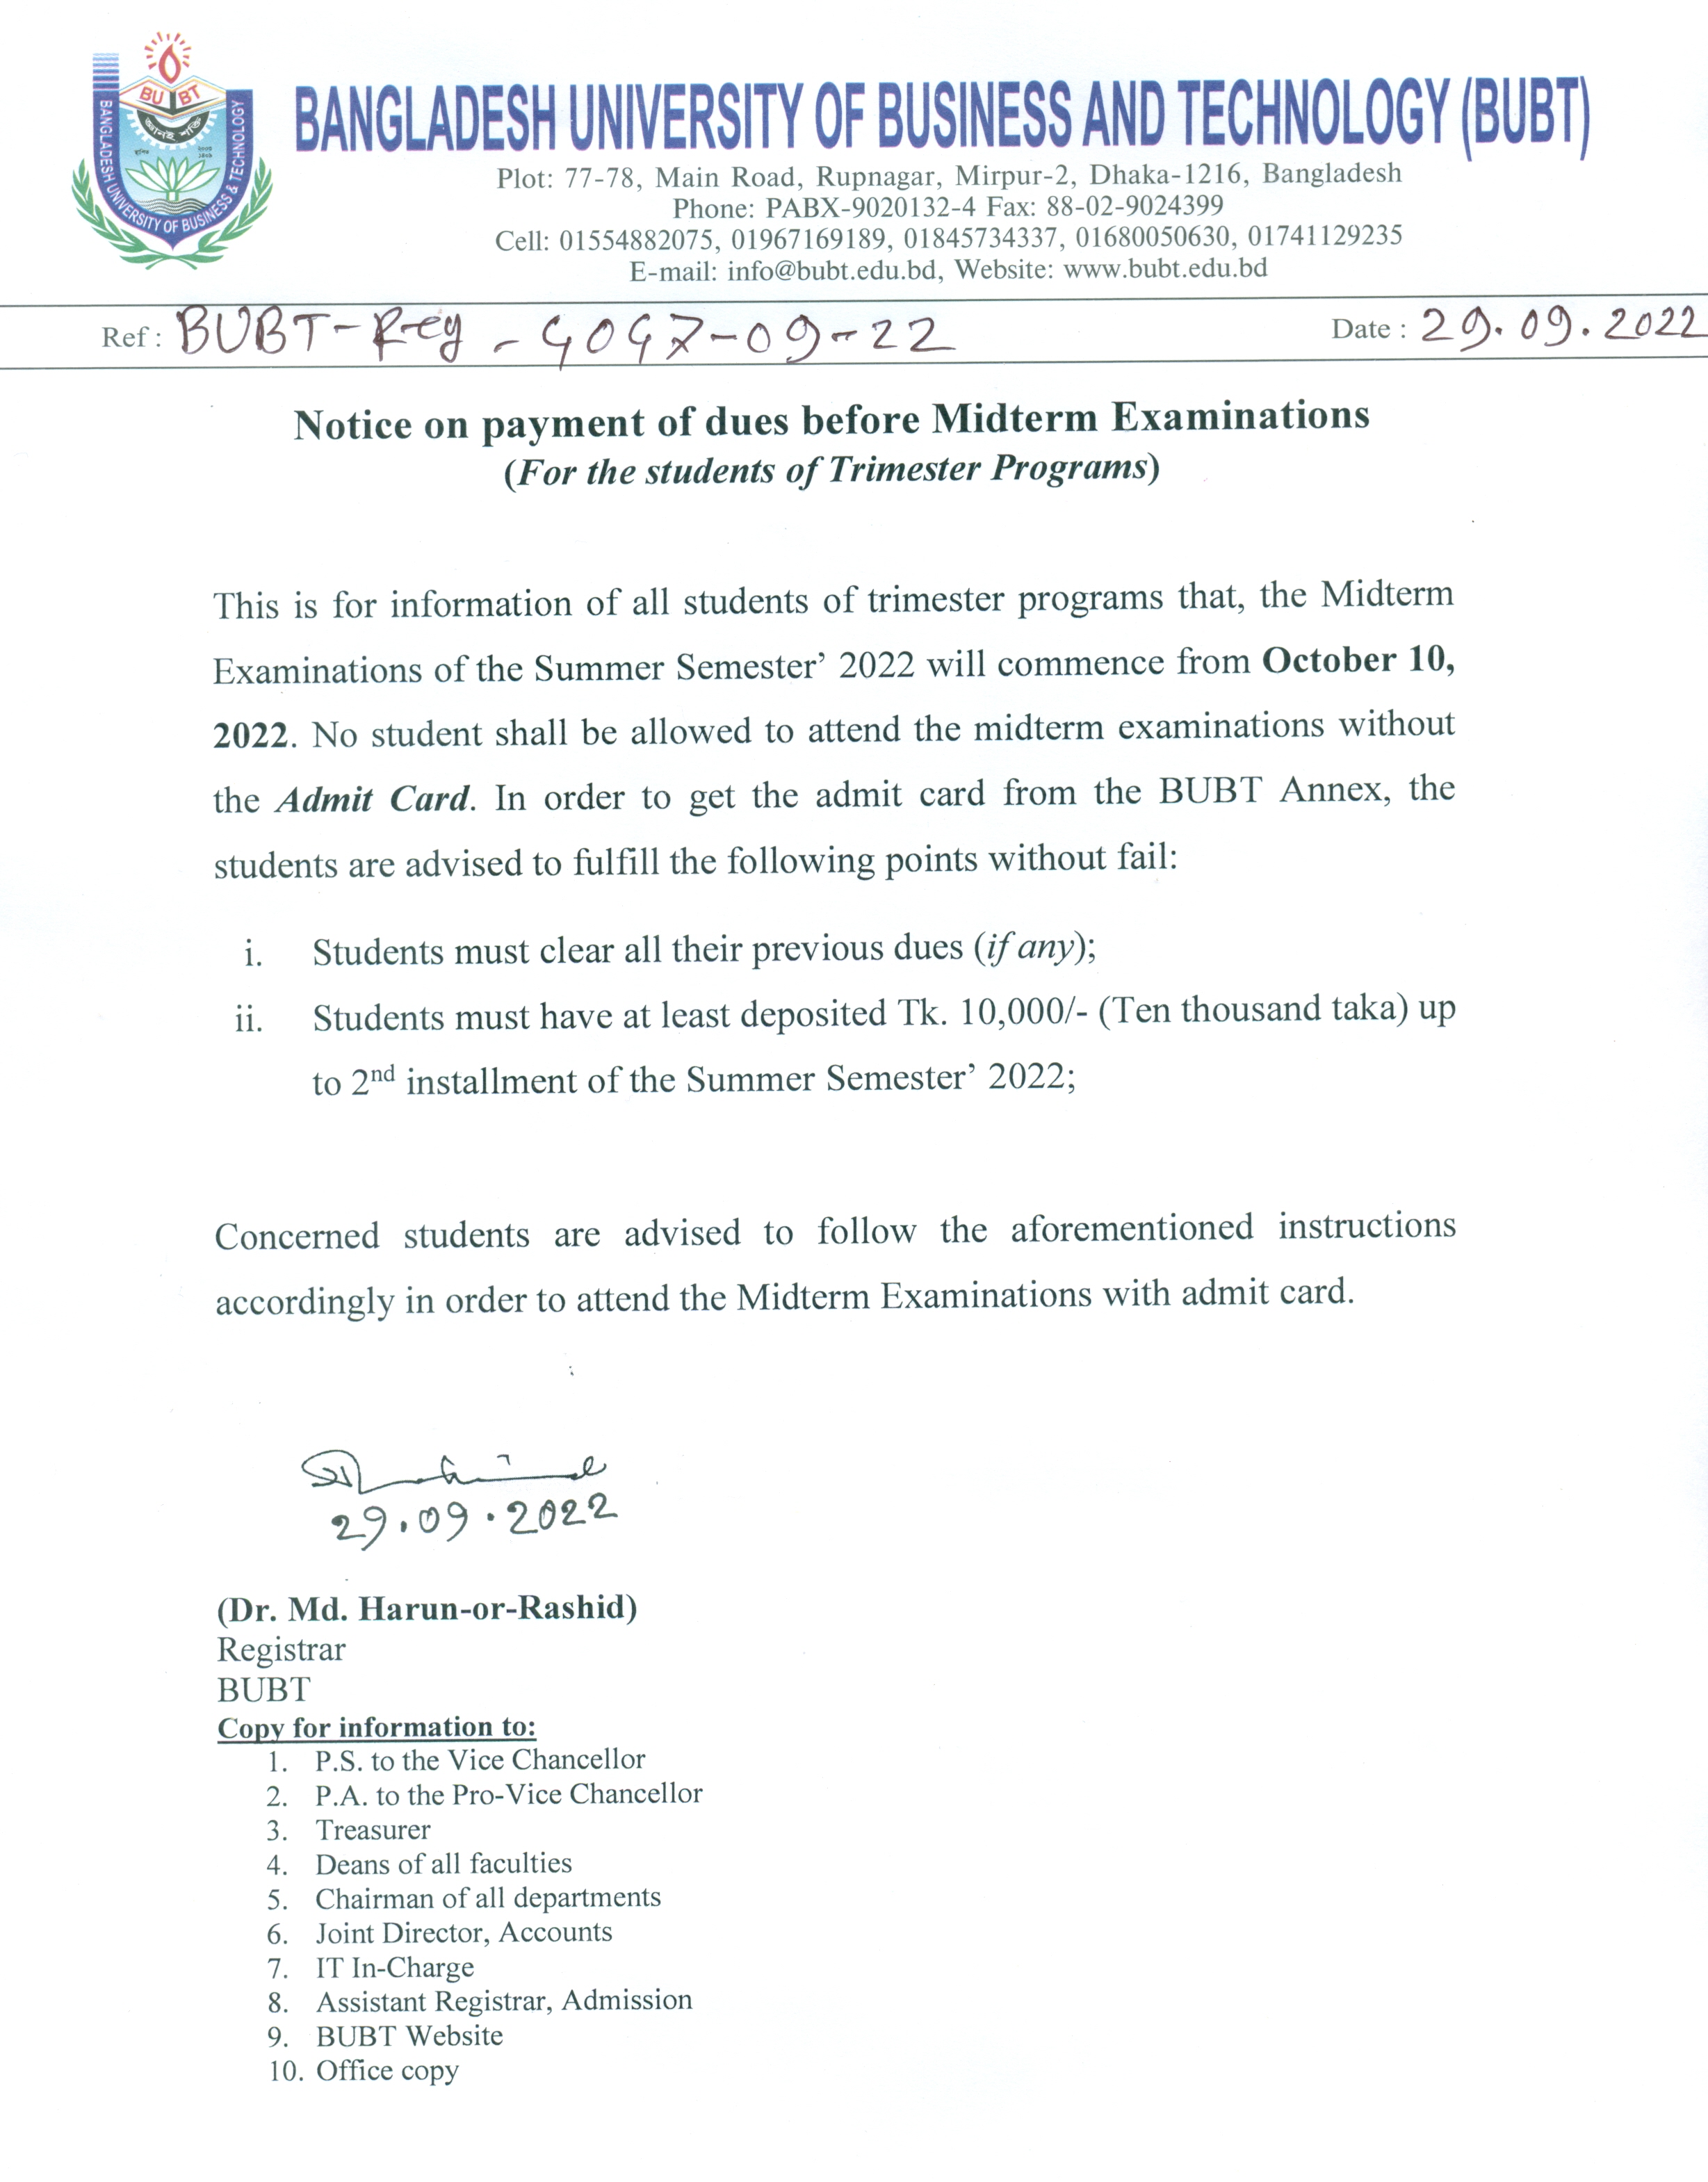 BU BT
জ্ঞানই শক্তি
BANGLADESH UNIVERSITY OF BUSINESS & TECHNOLOGY
BANGLADESH UNIVERSITY OF BUSINESS AND TECHNOLOGY (BUBT)
Plot: 77-78, Main Road, Rupnagar, Mirpur-2, Dhaka-1216, Bangladesh
Phone: PABX-9020132-4 Fax: 88-02-9024399
Cell: 01554882075, 01967169189, 01845734337, 01680050630, 01741129235
E-mail: info@bubt.edu.bd, Website: www.bubt.edu.bd
Ref : BUBT-Reg - 4047-09-22 Date : 29.09.2022
Notice on payment of dues before Midterm Examinations
(For the students of Trimester Programs)
This is for information of all students of trimester programs that, the Midterm
Examinations of the Summer Semester’ 2022 will commence from October 10,
2022. No student shall be allowed to attend the midterm examinations without
the Admit Card. In order to get the admit card from the BUBT Annex, the
students are advised to fulfill the following points without fail:
i. Students must clear all their previous dues (if any);
ii. Students must have at least deposited Tk. 10,000/- (Ten thousand taka) up
to 2nd installment of the Summer Semester’ 2022;
Concerned students are advised to follow the aforementioned instructions
accordingly in order to attend the Midterm Examinations with admit card.
29.09.2022
(Dr. Md. Harun-or-Rashid)
Registrar
BUBT
Copy for information to:
1. P.S. to the Vice Chancellor
2. P.A. to the Pro-Vice Chancellor
3. Treasurer
4. Deans of all faculties
5. Chairman of all departments
6. Joint Director, Accounts
7. IT In-Charge
8. Assistant Registrar, Admission
9. BUBT Website
10. Office copy